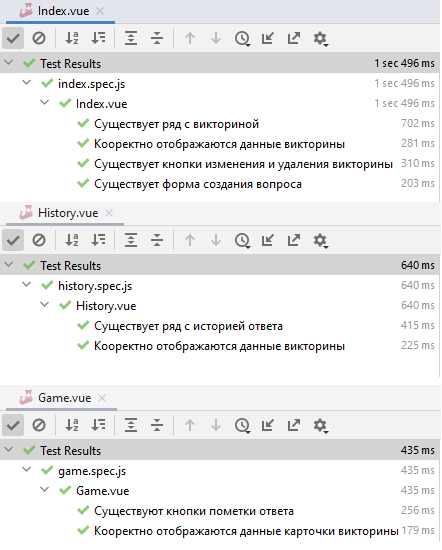 Index.vue
Test Results 1 sec 496 ms
index.spec.js 1 sec 496 ms
Index.vue 1 sec 496 ms
Существует ряд с викториной 702 ms
Кооректно отображаются данные викторины 281 ms
Существует кнопки изменения и удаления викторины 310 ms
Существует форма создания вопроса 203 ms
History.vue
Test Results 640 ms
history.spec.js 640 ms
History.vue 640 ms
Существует ряд с историей ответа 415 ms
Кооректно отображаются данные викторины 225 ms
Game.vue
Test Results 435 ms
game.spec.js 435 ms
Game.vue 435 ms
Существуют кнопки пометки ответа 256 ms
Кооректно отображаются данные карточки викторины 179 ms